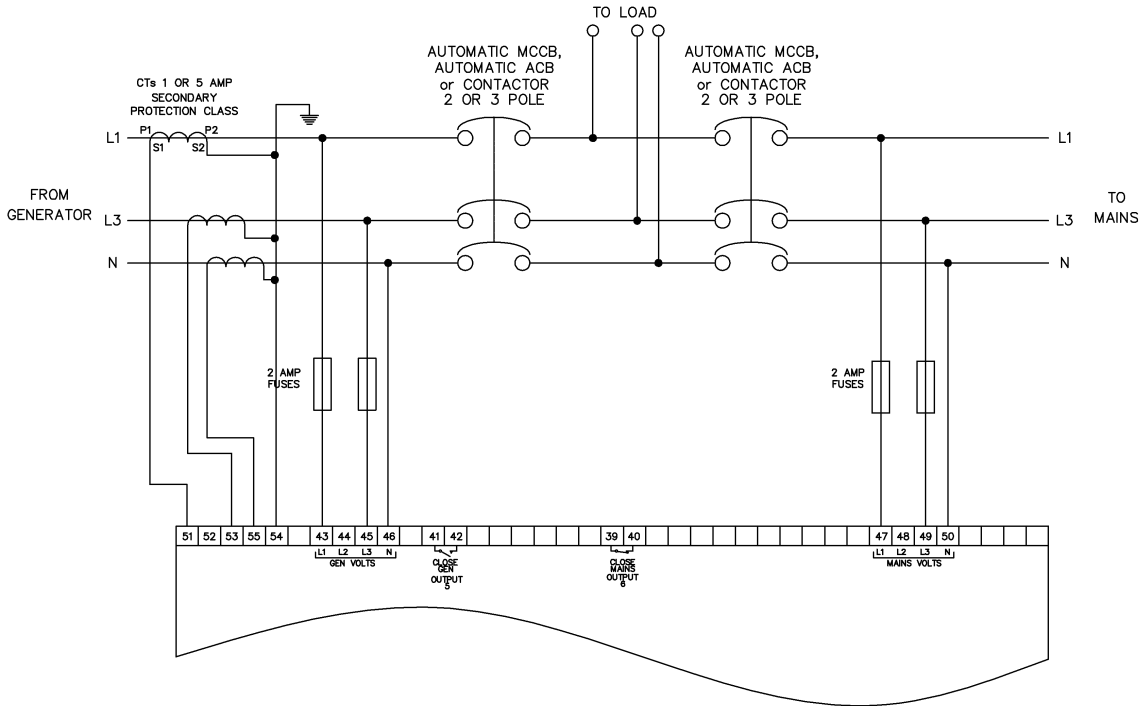 TO LOAD
AUTOMATIC MCCB,
AUTOMATIC ACB
or CONTACTOR
2 OR 3 POLE
AUTOMATIC MCCB,
AUTOMATIC ACB
or CONTACTOR
2 OR 3 POLE
CTs 1 OR 5 AMP
SECONDARY
PROTECTION CLASS
P1 P2
L1 L1
S1 S2
FROM
GENERATOR
TO
MAINS
L3 L3
N N
2 AMP
FUSES
2 AMP
FUSES
51 52 53 55 54 43 44 45 46 41 42 39 40 47 48 49 50
L1 L2 L3 N
GEN VOLTS
CLOSE
GEN
OUTPUT
5
CLOSE
MAINS
OUTPUT
6
L1 L2 L3 N
MAINS VOLTS